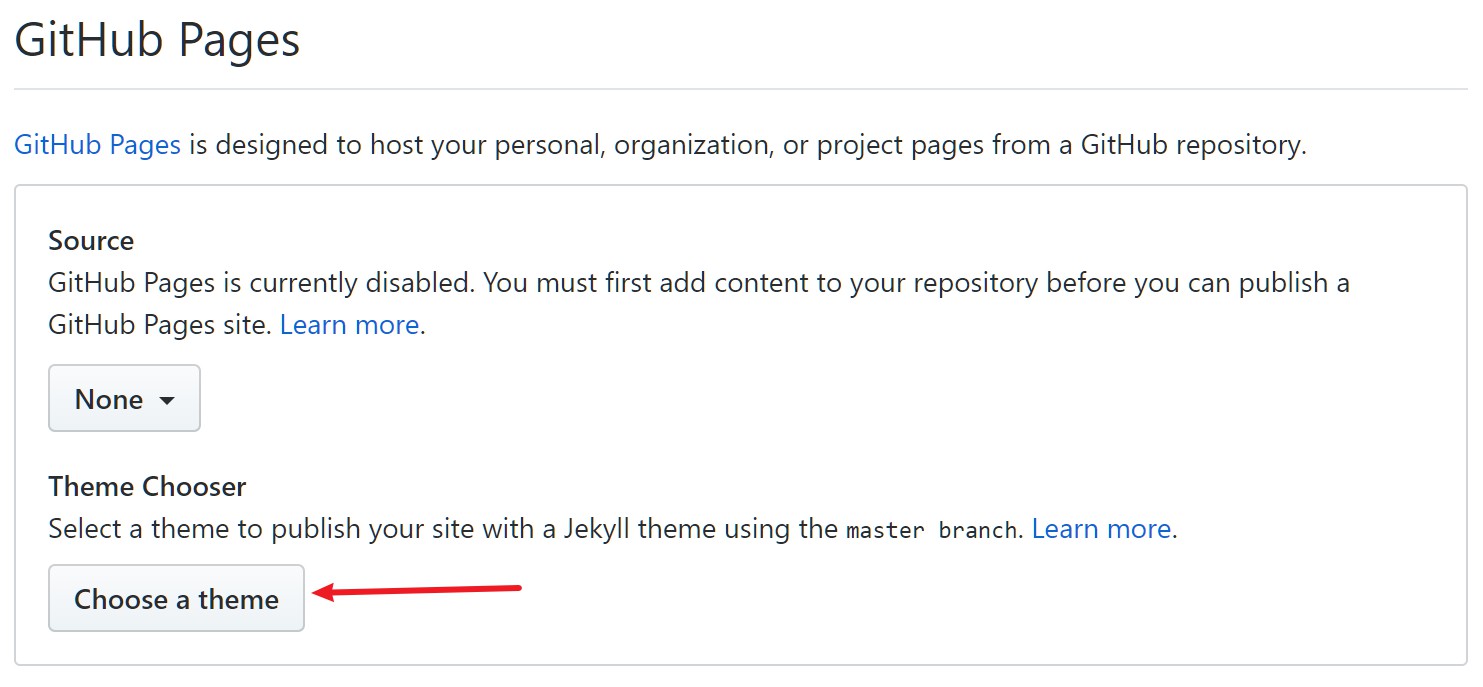 GitHub Pages
GitHub Pages is designed to host your personal, organization, or project pages from a GitHub repository.
Source
GitHub Pages is currently disabled. You must first add content to your repository before you can publish a
GitHub Pages site. Learn more.
None
Theme Chooser
Select a theme to publish your site with a Jekyll theme using the master branch. Learn more.
Choose a theme